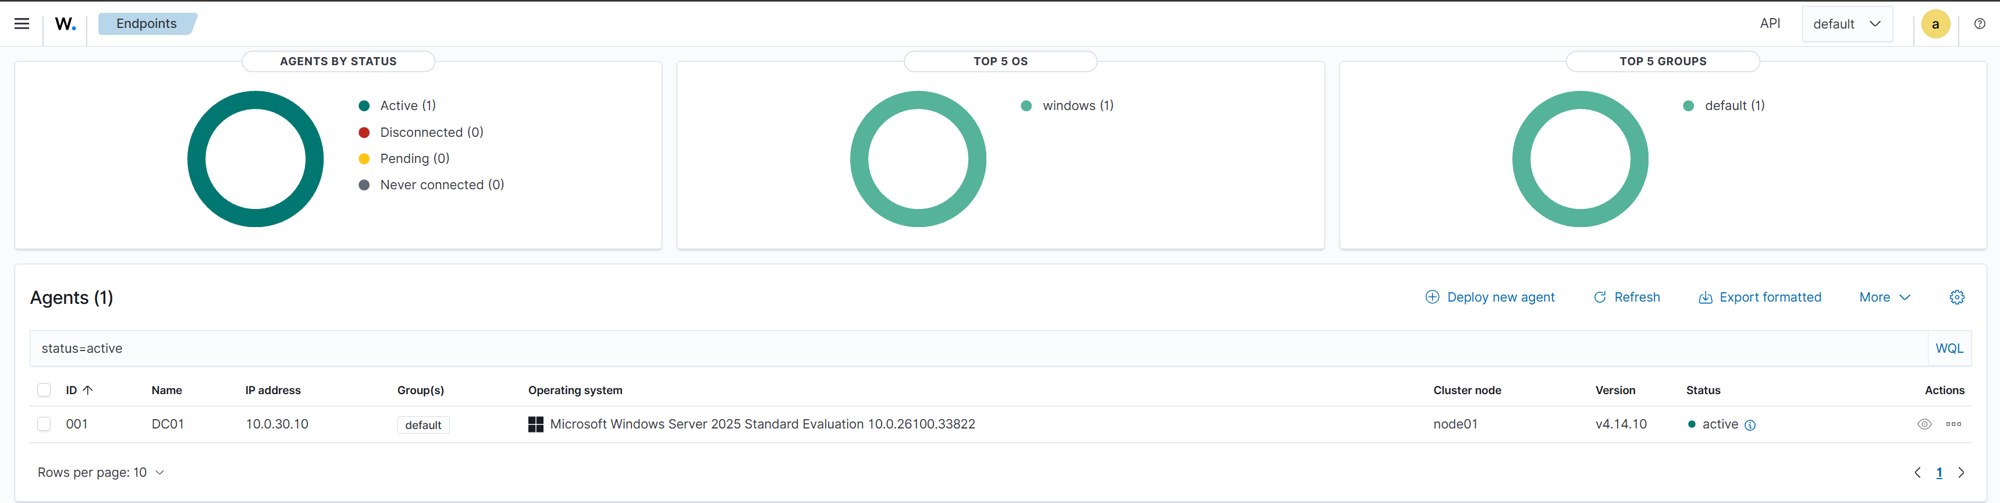 W. Endpoints API default a
AGENTS BY STATUS TOP 5 OS TOP 5 GROUPS
Active (1) windows (1) default (1)
Disconnected (0)
Pending (0)
Never connected (0)
Agents (1) Deploy new agent Refresh Export formatted More
status=active WQL
ID Name IP address Group(s) Operating system Cluster node Version Status Actions
001 DC01 10.0.30.10 default Microsoft Windows Server 2025 Standard Evaluation 10.0.26100.33822 node01 v4.14.10 active
Rows per page: 10 1